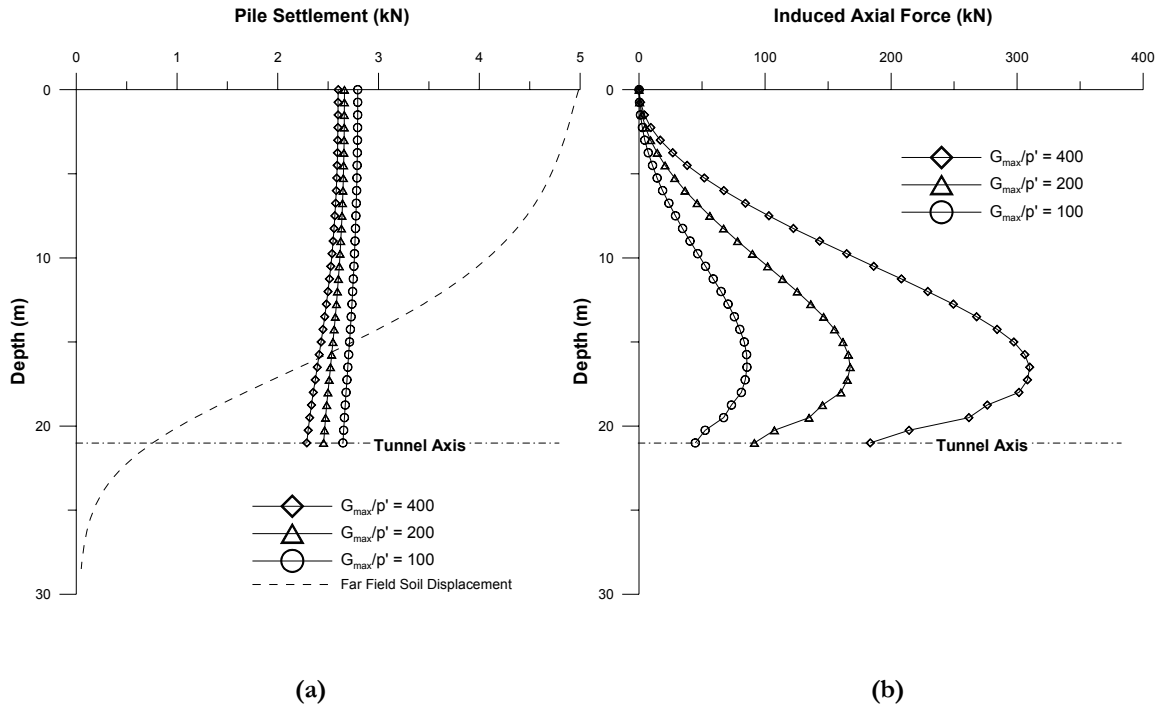 Pile Settlement (kN)
0 1 2 3 4 5
0
10
20
30
Depth (m)
Tunnel Axis
Gmax/p' = 400
Gmax/p' = 200
Gmax/p' = 100
Far Field Soil Displacement
(a)
Induced Axial Force (kN)
0 100 200 300 400
0
10
20
30
Depth (m)
Gmax/p' = 400
Gmax/p' = 200
Gmax/p' = 100
Tunnel Axis
(b)